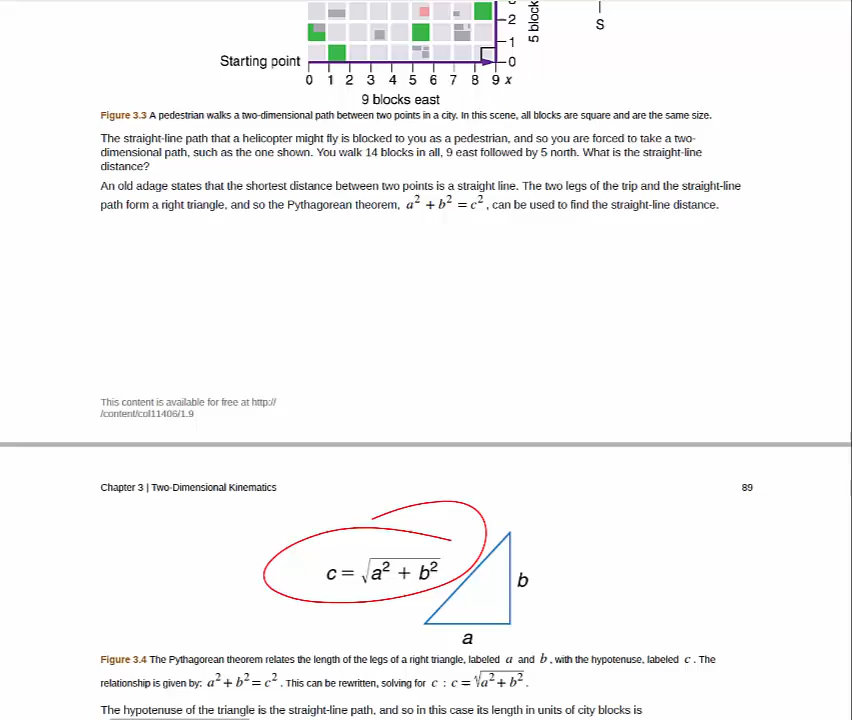 2
1
0
5 block
S
Starting point
0 1 2 3 4 5 6 7 8 9 x
9 blocks east
Figure 3.3 A pedestrian walks a two-dimensional path between two points in a city. In this scene, all blocks are square and are the same size.
The straight-line path that a helicopter might fly is blocked to you as a pedestrian, and so you are forced to take a two-
dimensional path, such as the one shown. You walk 14 blocks in all, 9 east followed by 5 north. What is the straight-line
distance?
An old adage states that the shortest distance between two points is a straight line. The two legs of the trip and the straight-line
path form a right triangle, and so the Pythagorean theorem, a² + b² = c², can be used to find the straight-line distance.
This content is available for free at http://
/content/col11406/1.9
Chapter 3 | Two-Dimensional Kinematics 89
c = √a² + b²
b
a
Figure 3.4 The Pythagorean theorem relates the length of the legs of a right triangle, labeled a and b, with the hypotenuse, labeled c. The
relationship is given by: a² + b² = c². This can be rewritten, solving for c : c = √a² + b².
The hypotenuse of the triangle is the straight-line path, and so in this case its length in units of city blocks is